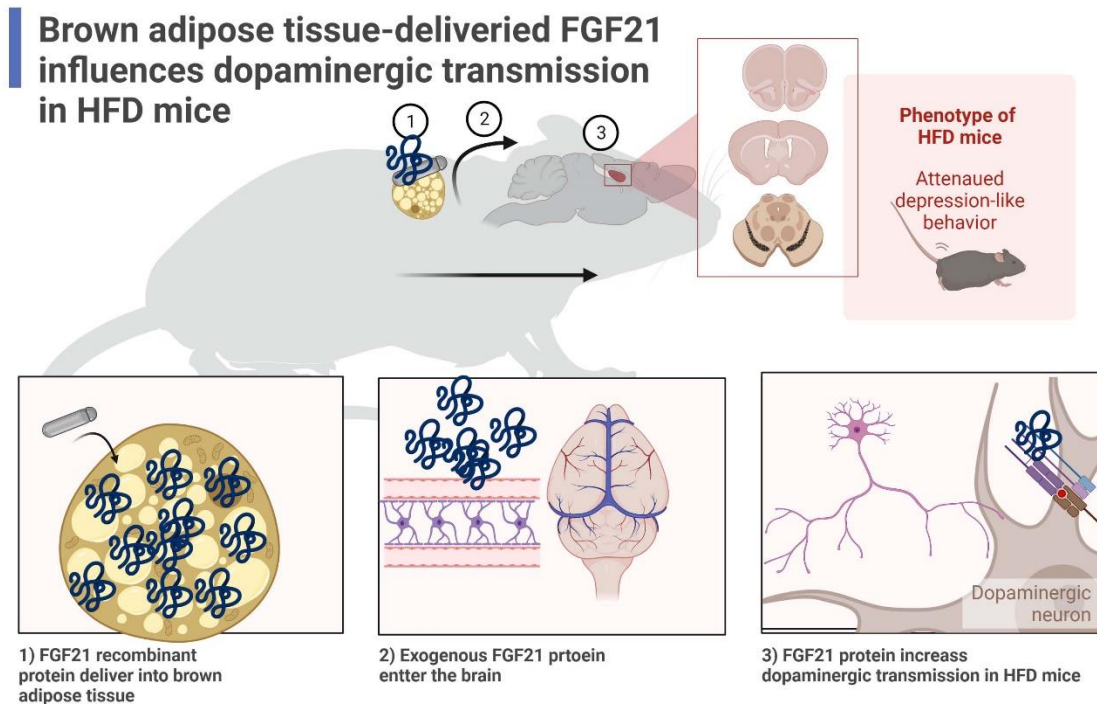 Brown adipose tissue-deliveried FGF21
influences dopaminergic transmission
in HFD mice
1
2
3
Phenotype of
HFD mice
Attenaued
depression-like
behavior
Dopaminergic
neuron
1) FGF21 recombinant
protein deliver into brown
adipose tissue
2) Exogenous FGF21 prtoein
entter the brain
3) FGF21 protein increass
dopaminergic transmission in HFD mice